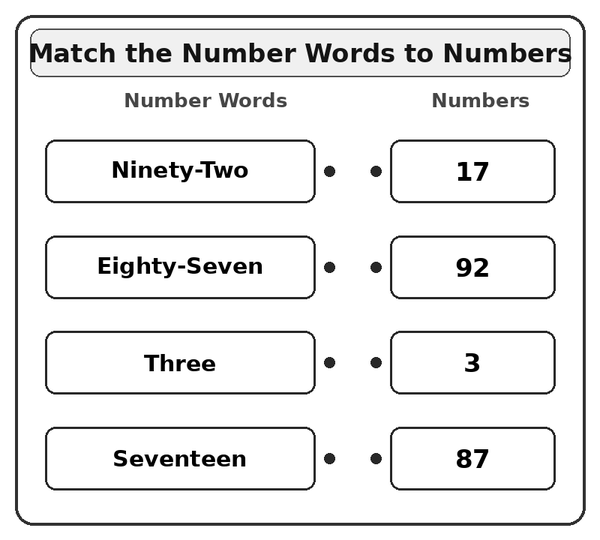 Match the Number Words to Numbers
Number Words Numbers
Ninety-Two 17
Eighty-Seven 92
Three 3
Seventeen 87